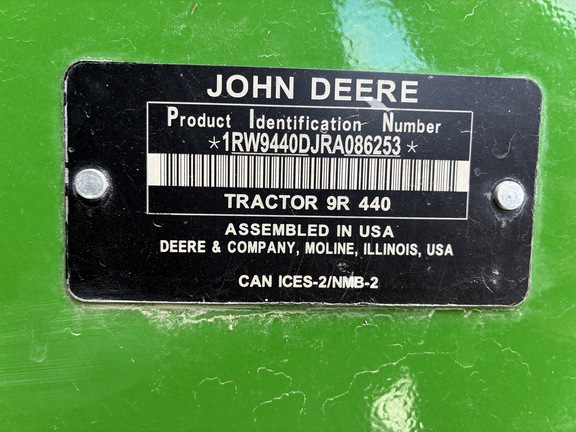 JOHN DEERE
Product Identification Number
*1RW9440DJRA086253*
TRACTOR 9R 440
ASSEMBLED IN USA
DEERE & COMPANY, MOLINE, ILLINOIS, USA
CAN ICES-2/NMB-2